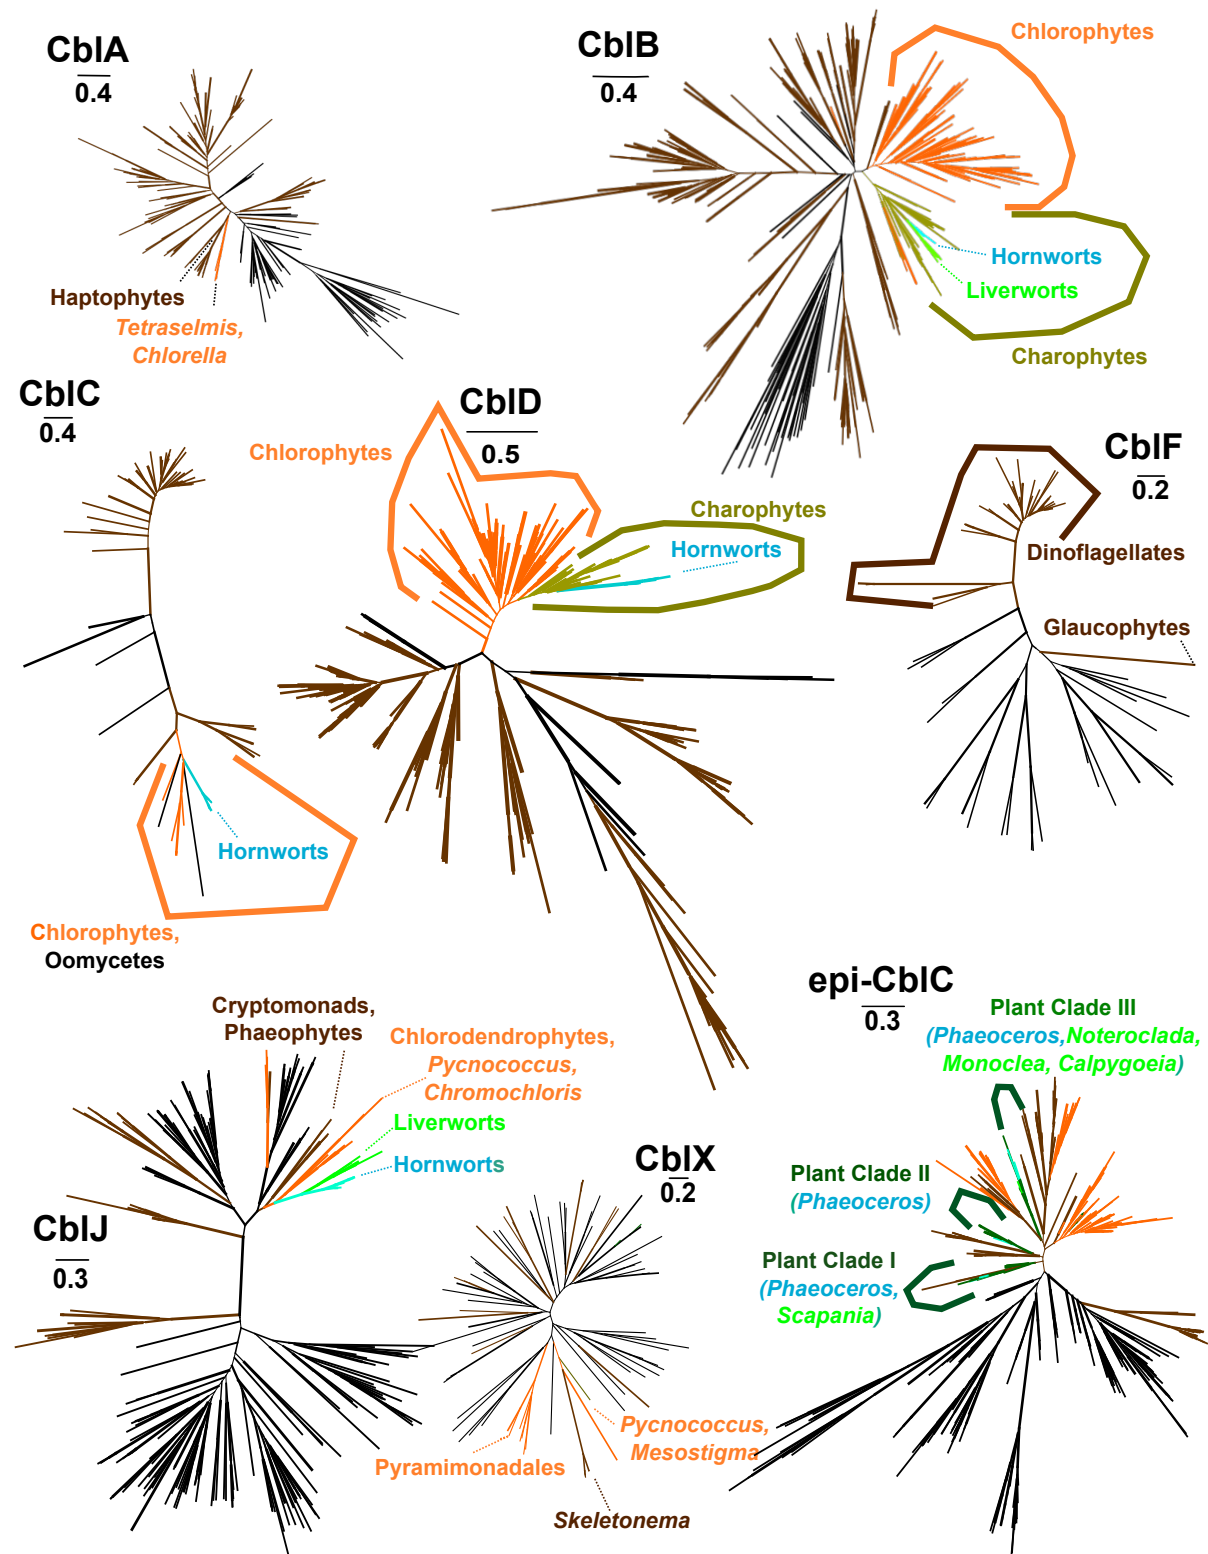 CblA
0.4
Haptophytes
Tetraselmis,
Chlorella
CblB
0.4
Chlorophytes
Hornworts
Liverworts
Charophytes
CblC
0.4
Hornworts
Chlorophytes,
Oomycetes
CblD
0.5
Chlorophytes
Charophytes
Hornworts
CblF
0.2
Dinoflagellates
Glaucophytes
Cryptomonads,
Phaeophytes
Chlorodendrophytes,
Pycnococcus,
Chromochloris
Liverworts
Hornworts
CblJ
0.3
CblX
0.2
Pycnococcus,
Mesostigma
Pyramimonadales
Skeletonema
epi-CblC
0.3
Plant Clade III
(Phaeoceros,Noteroclada,
Monoclea, Calpygoeia)
Plant Clade II
(Phaeoceros)
Plant Clade I
(Phaeoceros,
Scapania)